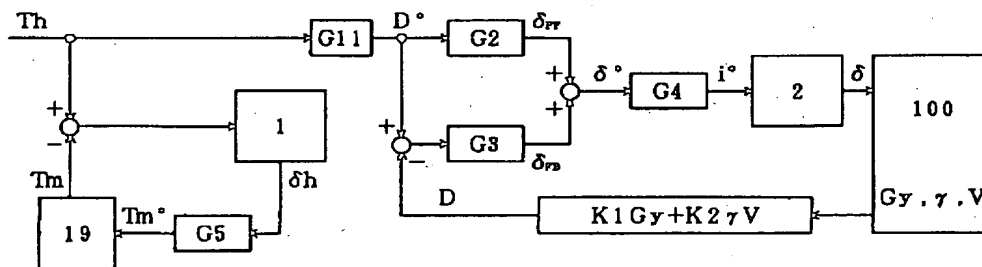 Th
G11
D°
G2
δFF
+
+
δ°
G4
i°
2
δ
100
+
−
1
+
−
G3
δFB
Tm
δh
D
K1Gy+K2γV
Gy, γ, V
19
Tm°
G5